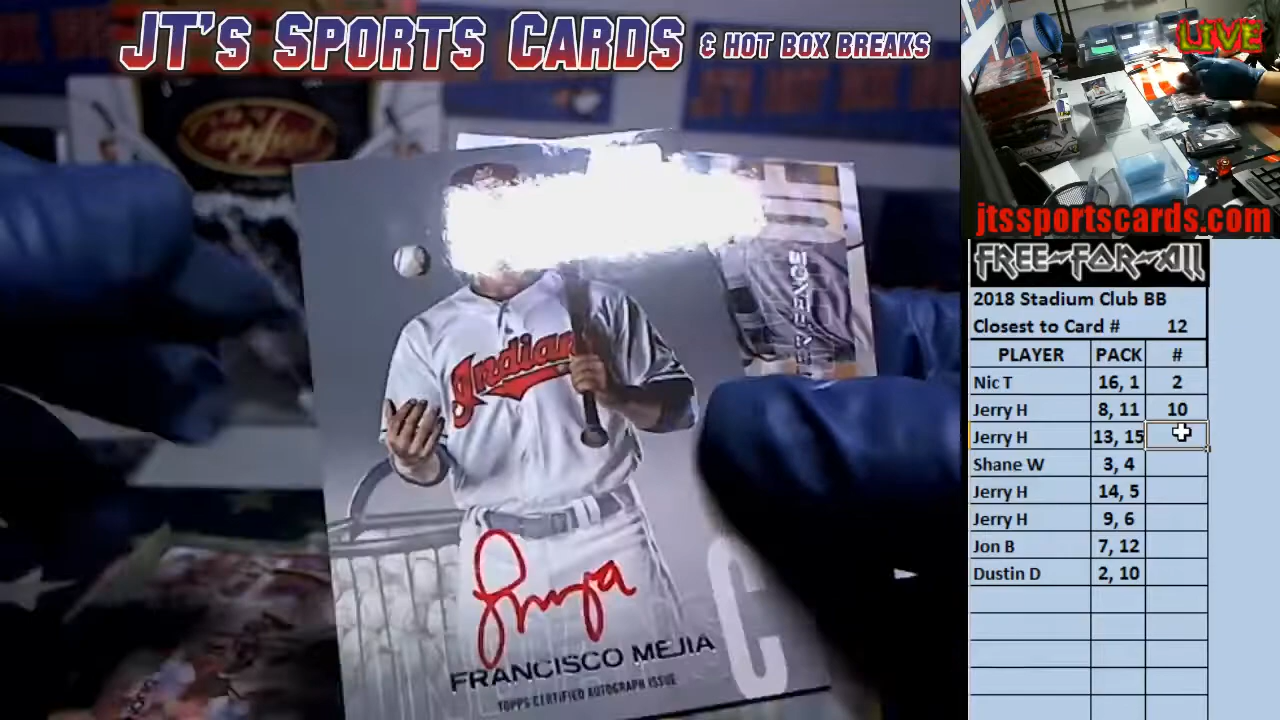 JT'S SPORTS CARDS & HOT BOX BREAKS
LIVE
jtssportscards.com
FREE-FOR-ALL
2018 Stadium Club BB
Closest to Card # 12
PLAYER PACK #
Nic T 16, 1 2
Jerry H 8, 11 10
Jerry H 13, 15
Shane W 3, 4
Jerry H 14, 5
Jerry H 9, 6
Jon B 7, 12
Dustin D 2, 10
Certified
Indian
FRANCISCO MEJIA
TOPPS CERTIFIED AUTOGRAPH ISSUE
C